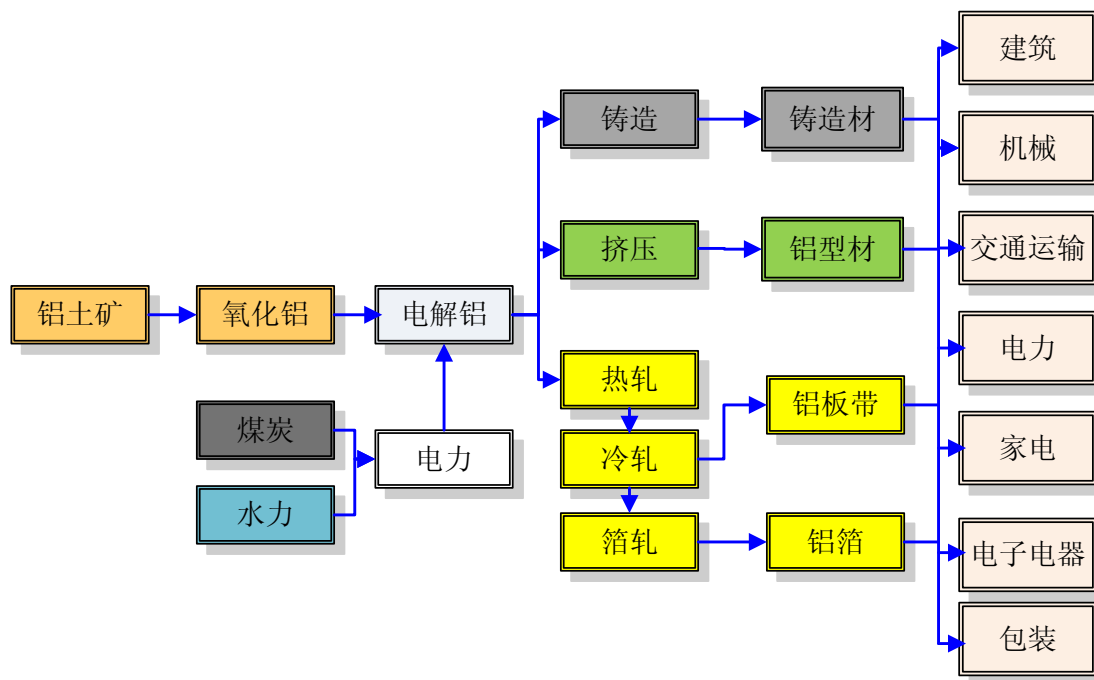 铝土矿
氧化铝
电解铝
煤炭
水力
电力
铸造
铸造材
挤压
铝型材
热轧
冷轧
铝板带
箔轧
铝箔
建筑
机械
交通运输
电力
家电
电子电器
包装